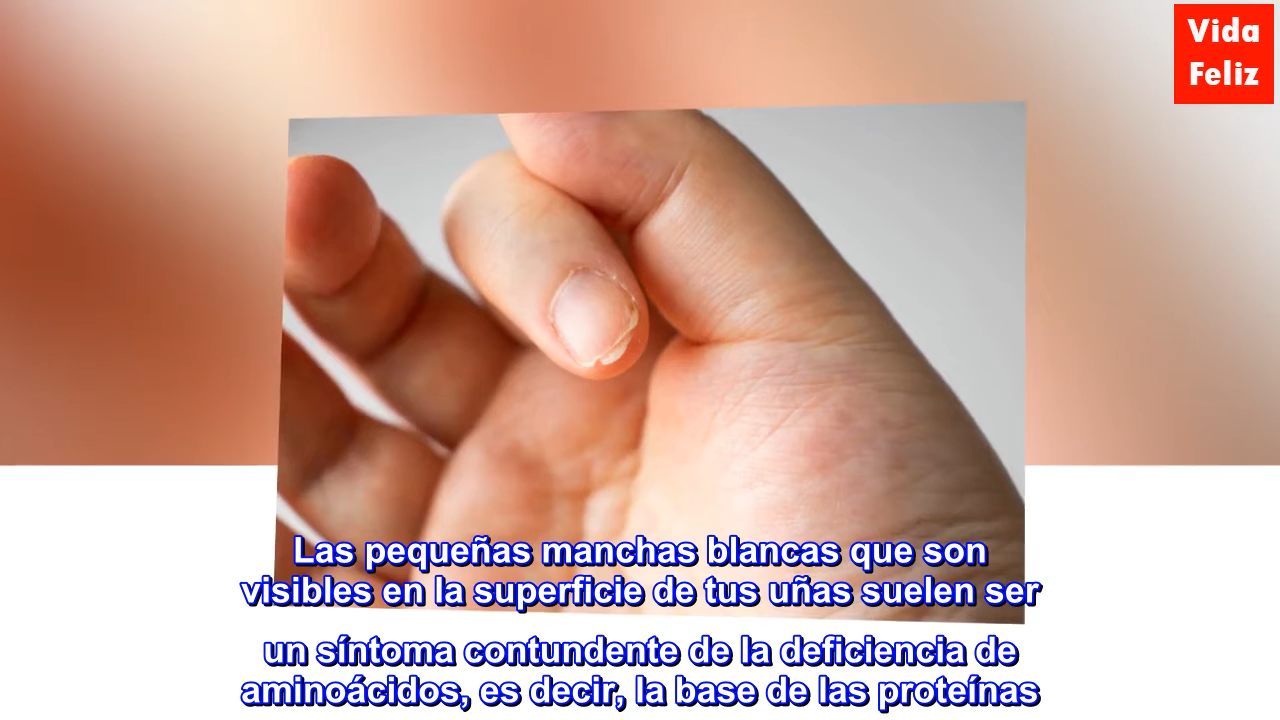 Vida
Feliz
Las pequeñas manchas blancas que son
visibles en la superficie de tus uñas suelen ser
un síntoma contundente de la deficiencia de
aminoácidos, es decir, la base de las proteínas